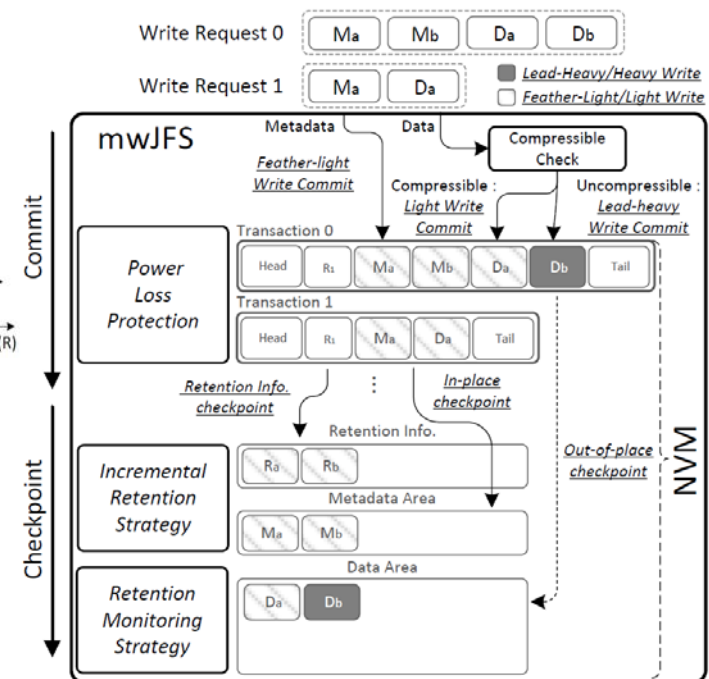 Write Request 0
Ma Mb Da Db
Write Request 1
Ma Da
Lead-Heavy/Heavy Write
Feather-Light/Light Write
mwJFS
Metadata
Data
Compressible
Check
Feather-light
Write Commit
Compressible :
Light Write
Commit
Uncompressible :
Lead-heavy
Write Commit
Commit
Power
Loss
Protection
Transaction 0
Head R1 Ma Mb Da Db Tail
Transaction 1
Head R1 Ma Da Tail
(R)
Retention Info.
checkpoint
⋮
In-place
checkpoint
Out-of-place
checkpoint
NVM
Checkpoint
Incremental
Retention
Strategy
Retention Info.
Ra Rb
Metadata Area
Ma Mb
Retention
Monitoring
Strategy
Data Area
Da Db